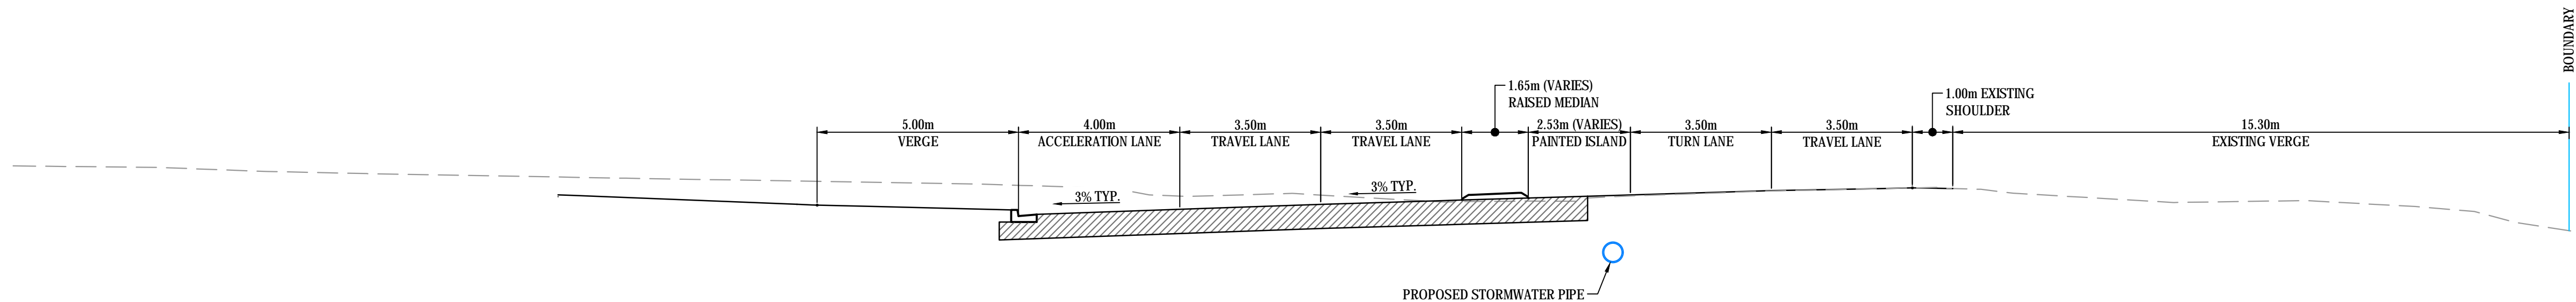 BOUNDARY
1.65m (VARIES)
RAISED MEDIAN
1.00m EXISTING
SHOULDER
5.00m
VERGE
4.00m
ACCELERATION LANE
3.50m
TRAVEL LANE
3.50m
TRAVEL LANE
2.53m (VARIES)
PAINTED ISLAND
3.50m
TURN LANE
3.50m
TRAVEL LANE
15.30m
EXISTING VERGE
3% TYP.
3% TYP.
PROPOSED STORMWATER PIPE